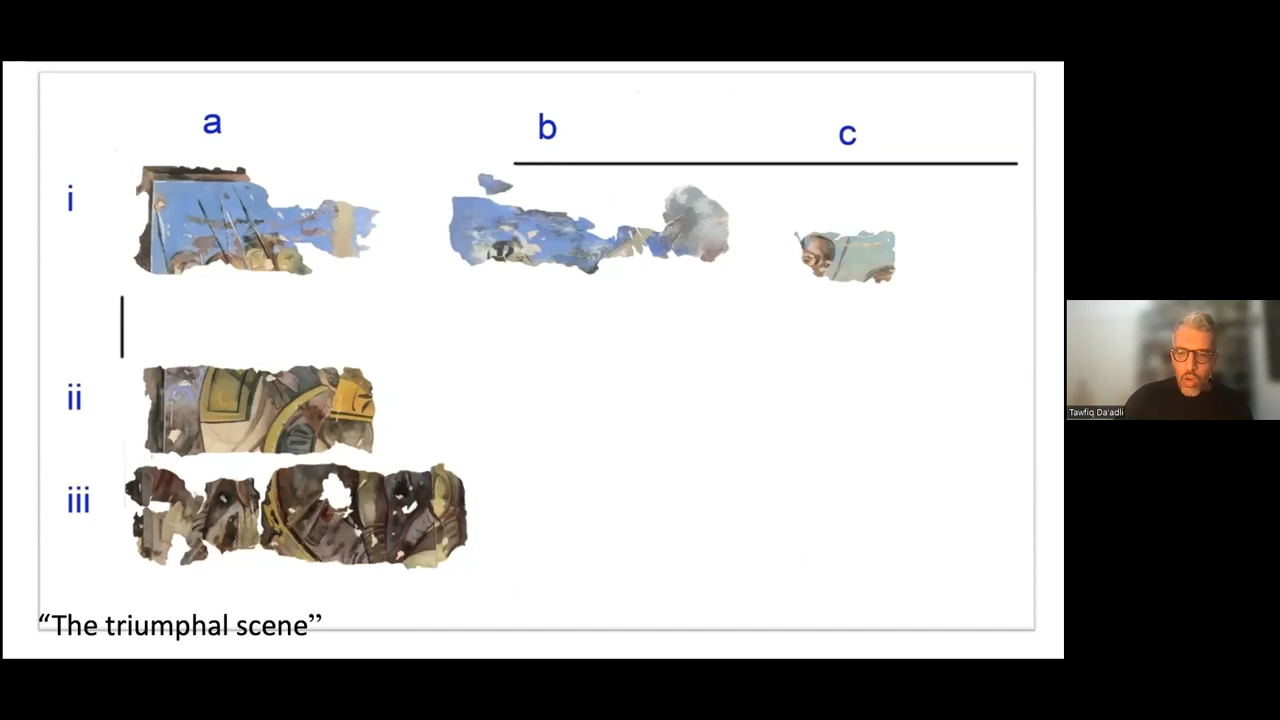 a
b
c
i
ii
iii
“The triumphal scene”
Tawfiq Da'adli